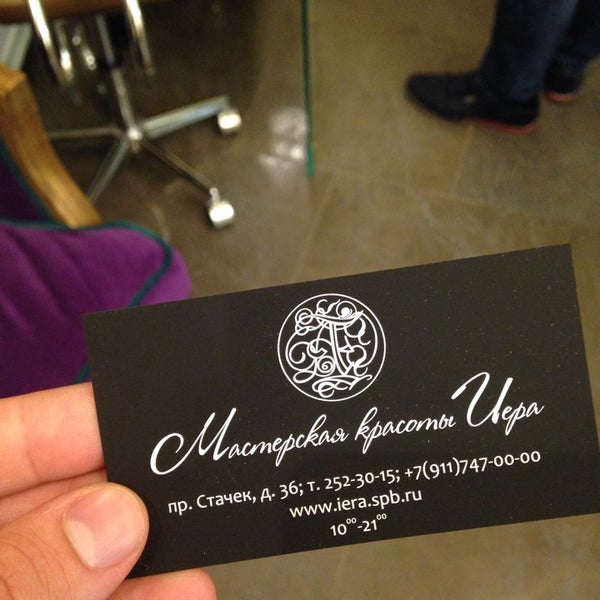 Мастерская красоты Иера
пр. Стачек, д. 36; т. 252-30-15; +7(911)747-00-00
www.iera.spb.ru
10⁰⁰-21⁰⁰